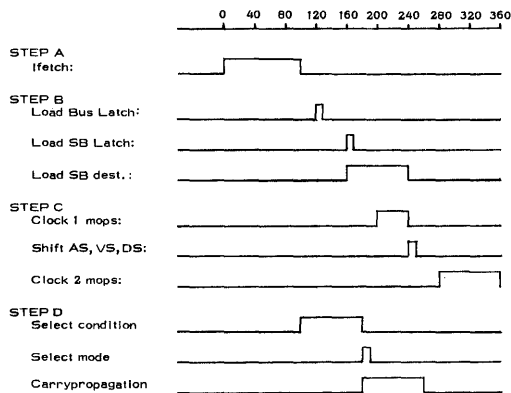 0 40 80 120 160 200 240 280 320 360
STEP A
Ifetch:
STEP B
Load Bus Latch:
Load SB Latch:
Load SB dest.:
STEP C
Clock 1 mops:
Shift AS, VS, DS:
Clock 2 mops:
STEP D
Select condition
Select mode
Carrypropagation